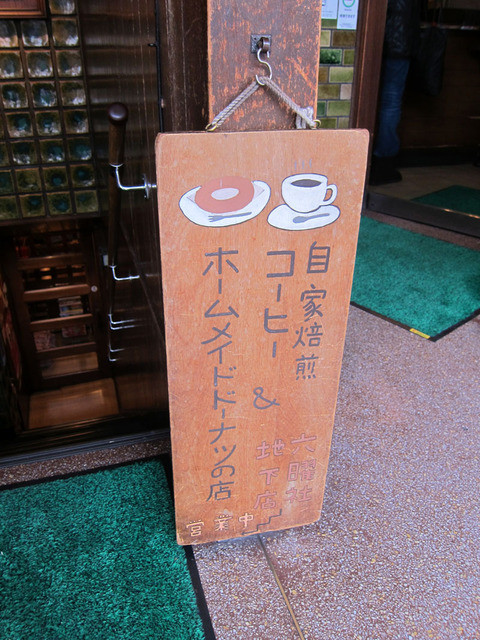 自家焙煎
コーヒー
&
ホームメイドドーナツの店
六曜社
地下店
営業中